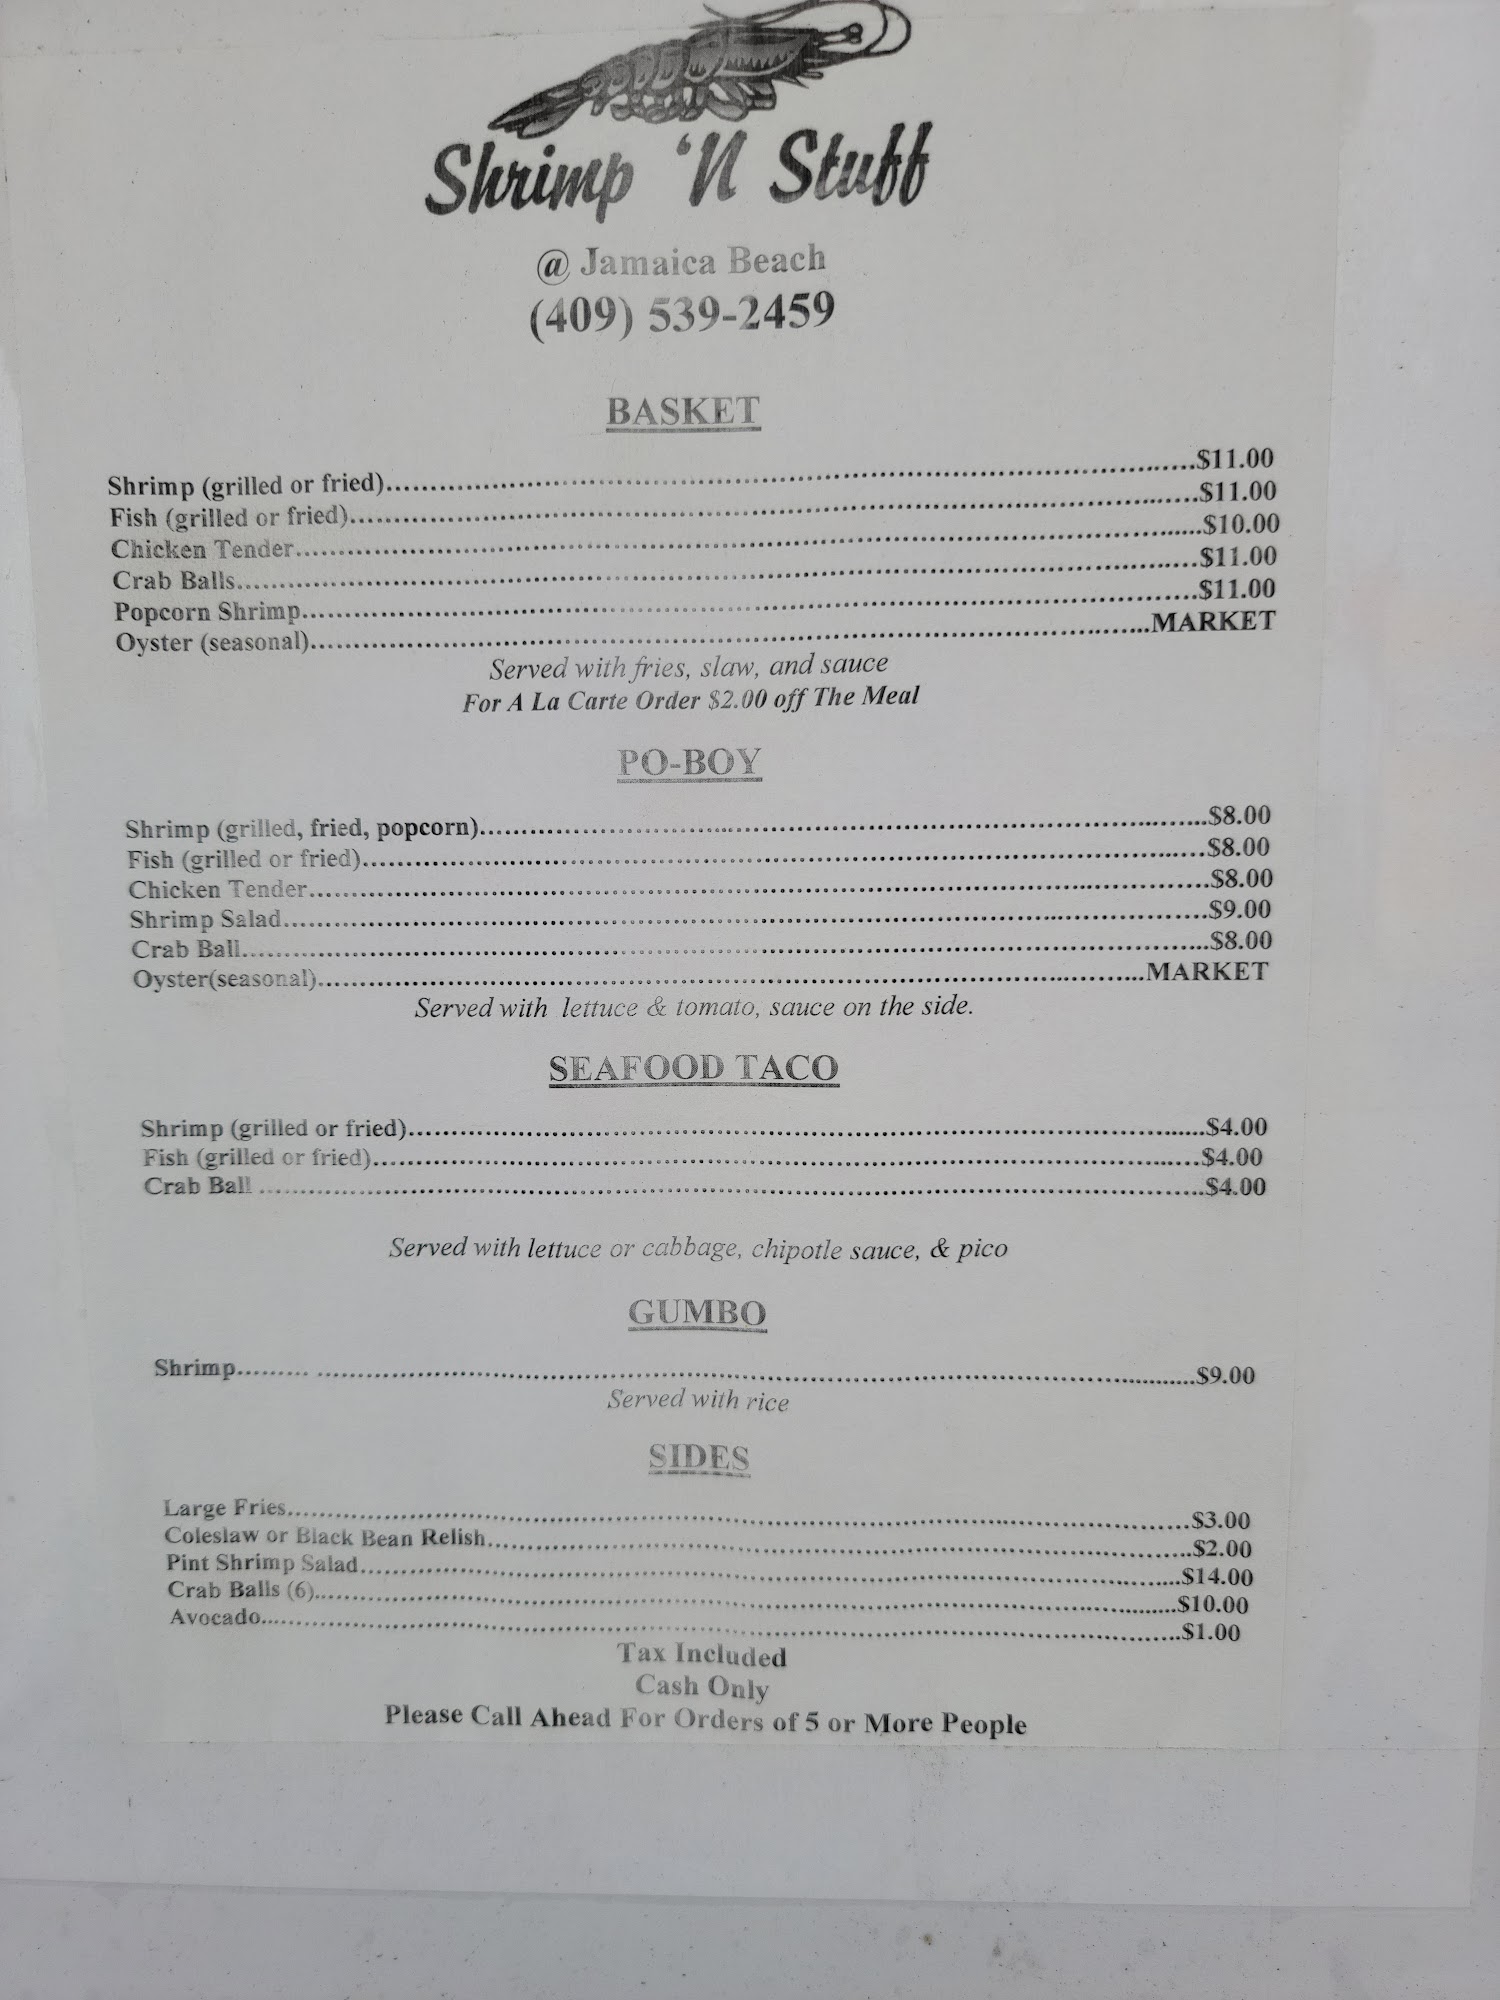 Shrimp 'N Stuff
@ Jamaica Beach
(409) 539-2459
BASKET
Shrimp (grilled or fried)....................$11.00
Fish (grilled or fried)....................$11.00
Chicken Tender....................$10.00
Crab Balls....................$11.00
Popcorn Shrimp....................$11.00
Oyster (seasonal)....................MARKET
Served with fries, slaw, and sauce
For A La Carte Order $2.00 off The Meal
PO-BOY
Shrimp (grilled, fried, popcorn)....................$8.00
Fish (grilled or fried)....................$8.00
Chicken Tender....................$8.00
Shrimp Salad....................$9.00
Crab Ball....................$8.00
Oyster(seasonal)....................MARKET
Served with lettuce & tomato, sauce on the side.
SEAFOOD TACO
Shrimp (grilled or fried)....................$4.00
Fish (grilled or fried)....................$4.00
Crab Ball ....................$4.00
Served with lettuce or cabbage, chipotle sauce, & pico
GUMBO
Shrimp......... ....................$9.00
Served with rice
SIDES
Large Fries....................$3.00
Coleslaw or Black Bean Relish....................$2.00
Pint Shrimp Salad....................$14.00
Crab Balls (6)....................$10.00
Avocado....................$1.00
Tax Included
Cash Only
Please Call Ahead For Orders of 5 or More People